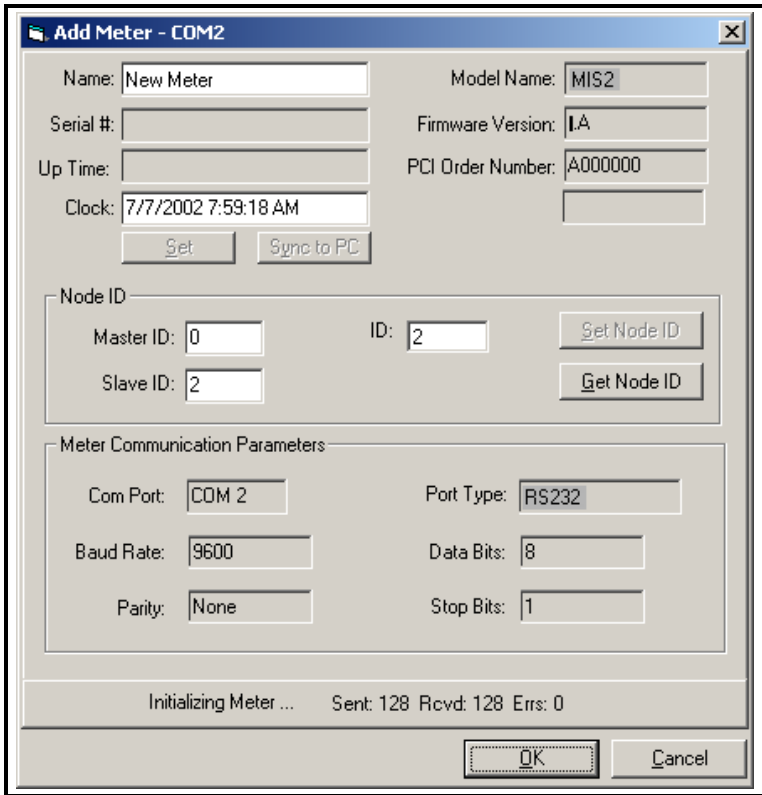 Add Meter - COM2
Name: New Meter Model Name: MIS2
Serial #: Firmware Version: I.A
Up Time: PCI Order Number: A000000
Clock: 7/7/2002 7:59:18 AM
Set Sync to PC
Node ID
Master ID: 0 ID: 2 Set Node ID
Slave ID: 2 Get Node ID
Meter Communication Parameters
Com Port: COM 2 Port Type: RS232
Baud Rate: 9600 Data Bits: 8
Parity: None Stop Bits: 1
Initializing Meter ... Sent: 128 Rcvd: 128 Errs: 0
OK Cancel